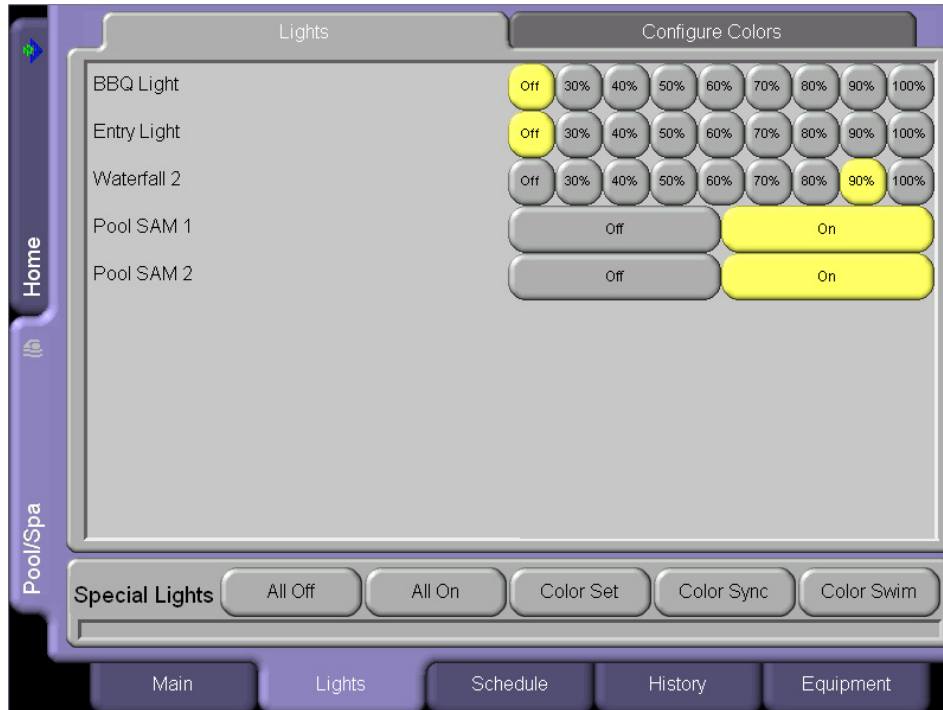 Lights Configure Colors
BBQ Light Off 30% 40% 50% 60% 70% 80% 90% 100%
Entry Light Off 30% 40% 50% 60% 70% 80% 90% 100%
Waterfall 2 Off 30% 40% 50% 60% 70% 80% 90% 100%
Pool SAM 1 Off On
Pool SAM 2 Off On
Home
Pool/Spa
Special Lights All Off All On Color Set Color Sync Color Swim
Main Lights Schedule History Equipment